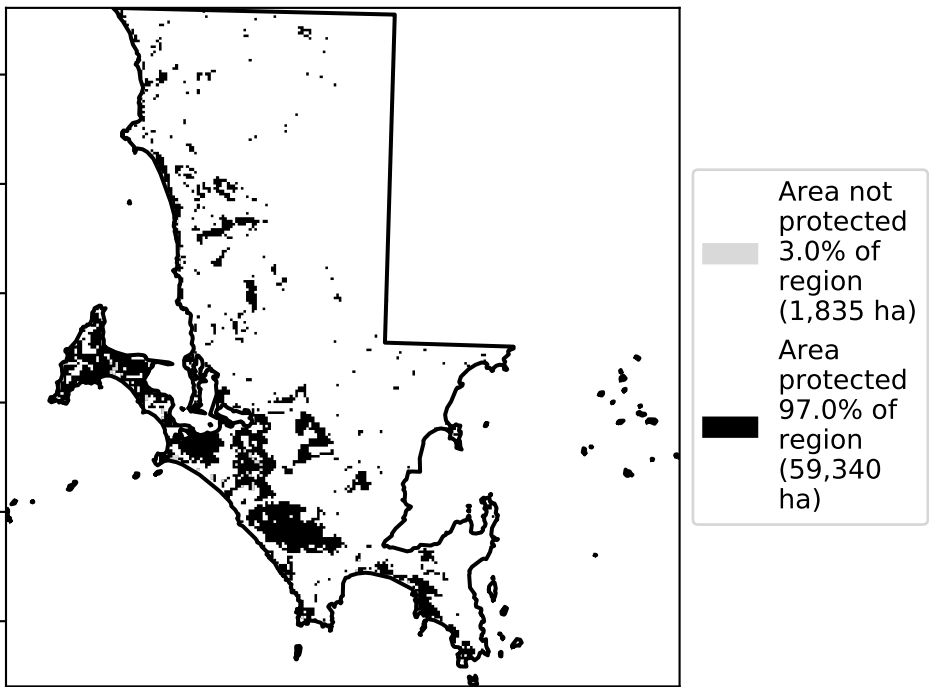 Area not
protected
3.0% of
region
(1,835 ha)
Area
protected
97.0% of
region
(59,340
ha)